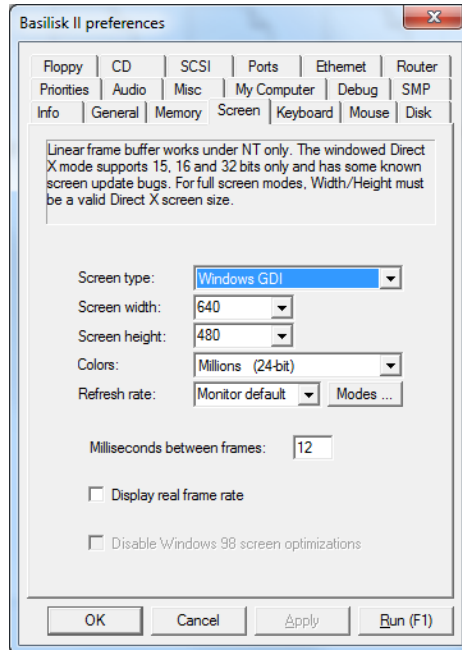 Basilisk II preferences
Floppy CD SCSI Ports Ethernet Router
Priorities Audio Misc My Computer Debug SMP
Info General Memory Screen Keyboard Mouse Disk
Linear frame buffer works under NT only. The windowed Direct
X mode supports 15, 16 and 32 bits only and has some known
screen update bugs. For full screen modes, Width/Height must
be a valid Direct X screen size.
Screen type: Windows GDI
Screen width: 640
Screen height: 480
Colors: Millions (24-bit)
Refresh rate: Monitor default Modes ...
Milliseconds between frames: 12
Display real frame rate
Disable Windows 98 screen optimizations
OK Cancel Apply Run (F1)